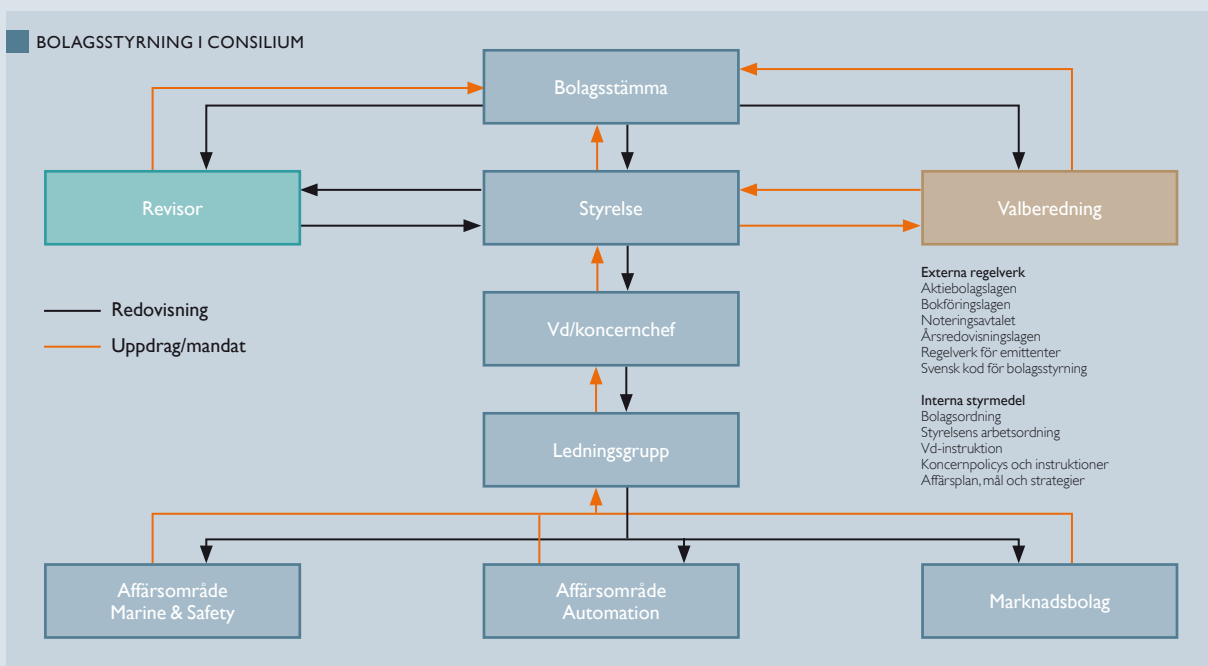 BOLAGSSTYRNING I CONSILIUM
Bolagsstämma
Revisor
Styrelse
Valberedning
Redovisning
Uppdrag/mandat
Vd/koncernchef
Ledningsgrupp
Externa regelverk
Aktiebolagslagen
Bokföringslagen
Noteringsavtalet
Årsredovisningslagen
Regelverk för emittenter
Svensk kod för bolagsstyrning
Interna styrmedel
Bolagsordning
Styrelsens arbetsordning
Vd-instruktion
Koncernpolicys och instruktioner
Affärsplan, mål och strategier
Affärsområde
Marine & Safety
Affärsområde
Automation
Marknadsbolag